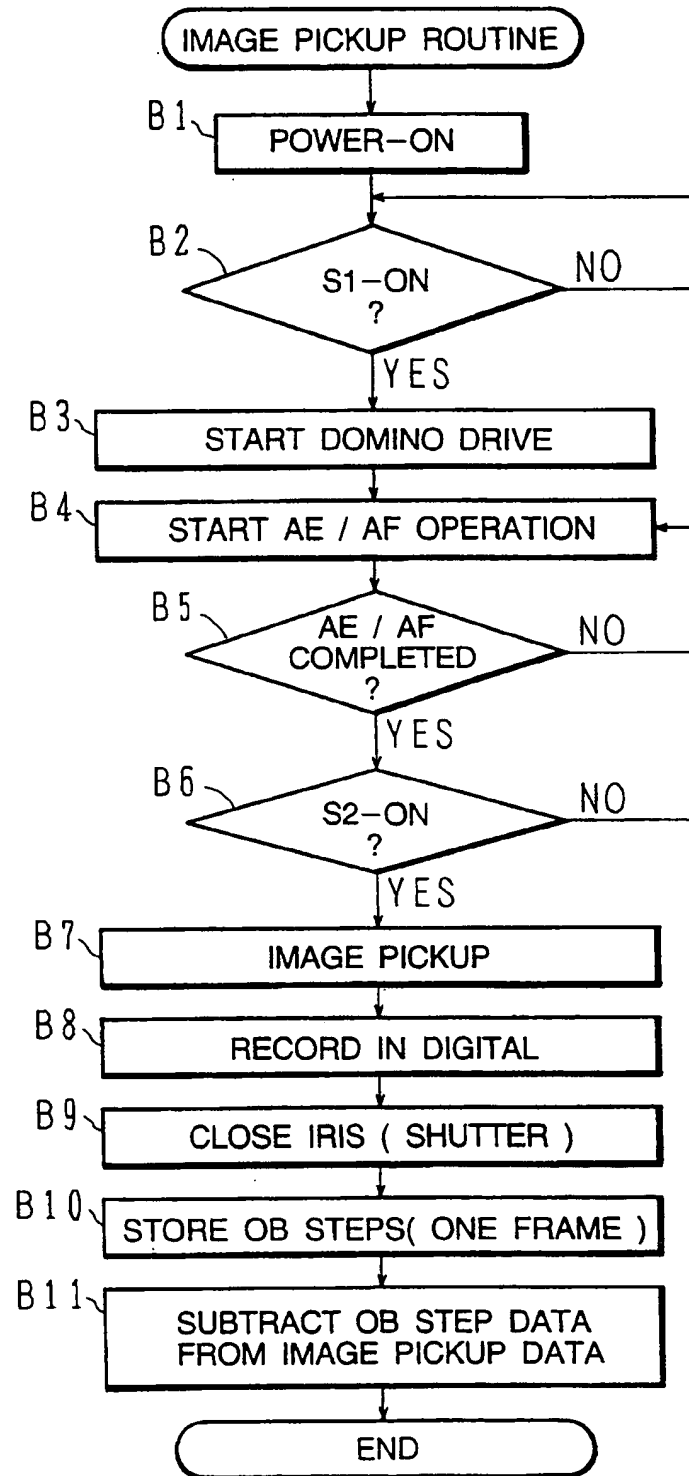 IMAGE PICKUP ROUTINE
B1
POWER-ON
B2
S1-ON
?
NO
YES
B3
START DOMINO DRIVE
B4
START AE / AF OPERATION
B5
AE / AF
COMPLETED
?
NO
YES
B6
S2-ON
?
NO
YES
B7
IMAGE PICKUP
B8
RECORD IN DIGITAL
B9
CLOSE IRIS ( SHUTTER )
B10
STORE OB STEPS( ONE FRAME )
B11
SUBTRACT OB STEP DATA
FROM IMAGE PICKUP DATA
END